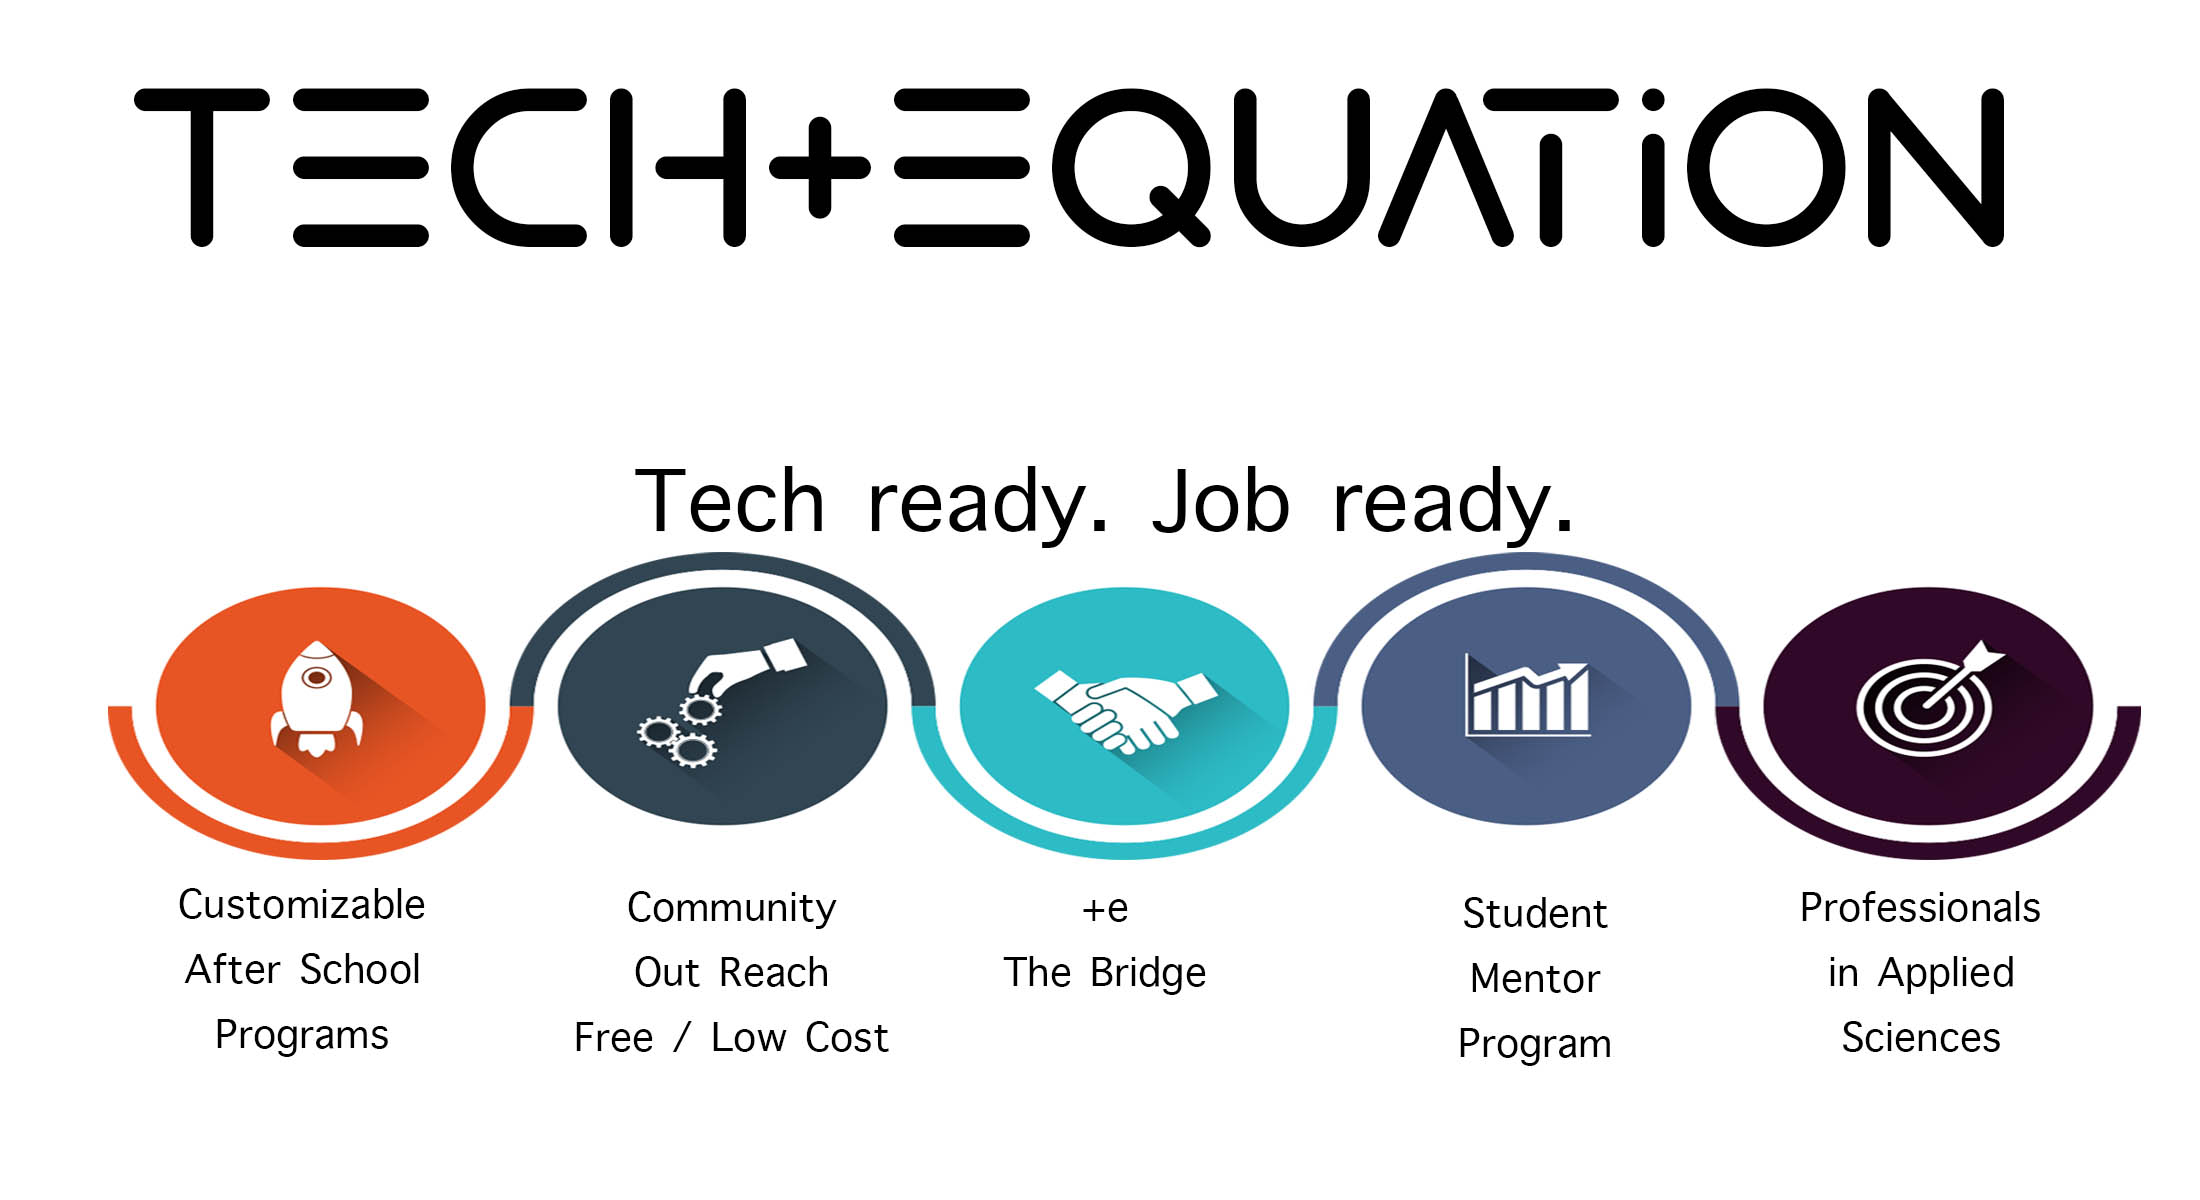 TECH+EQUATiON
Tech ready. Job ready.
Customizable
After School
Programs
Community
Out Reach
Free / Low Cost
+e
The Bridge
Student
Mentor
Program
Professionals
in Applied
Sciences